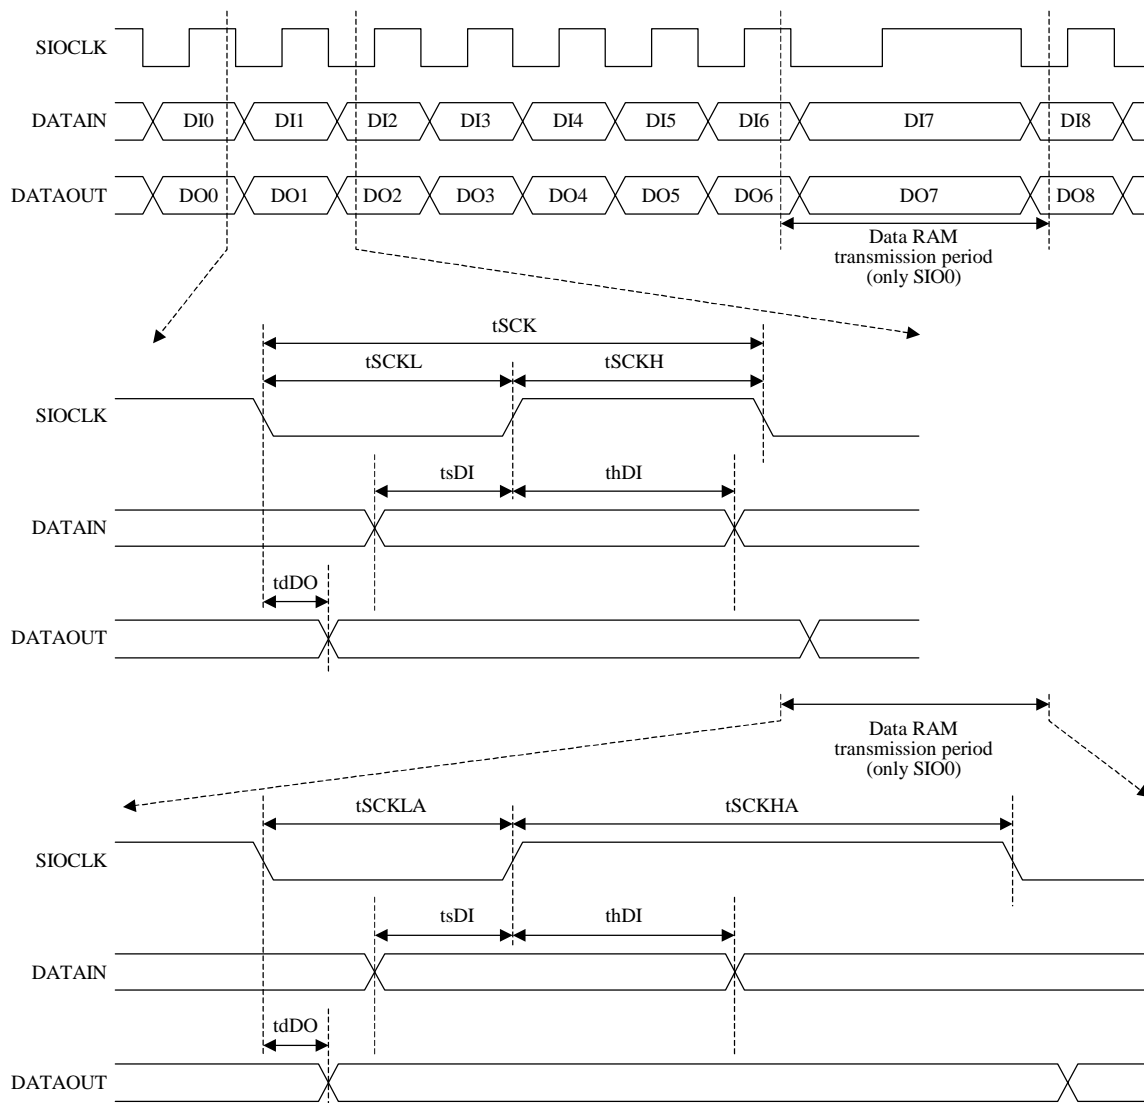 SIOCLK
DATAIN DI0 DI1 DI2 DI3 DI4 DI5 DI6 DI7 DI8
DATAOUT DO0 DO1 DO2 DO3 DO4 DO5 DO6 DO7 DO8
Data RAM
transmission period
(only SIO0)
tSCK
tSCKL tSCKH
SIOCLK
tsDI thDI
DATAIN
tdDO
DATAOUT
Data RAM
transmission period
(only SIO0)
tSCKLA tSCKHA
SIOCLK
tsDI thDI
DATAIN
tdDO
DATAOUT